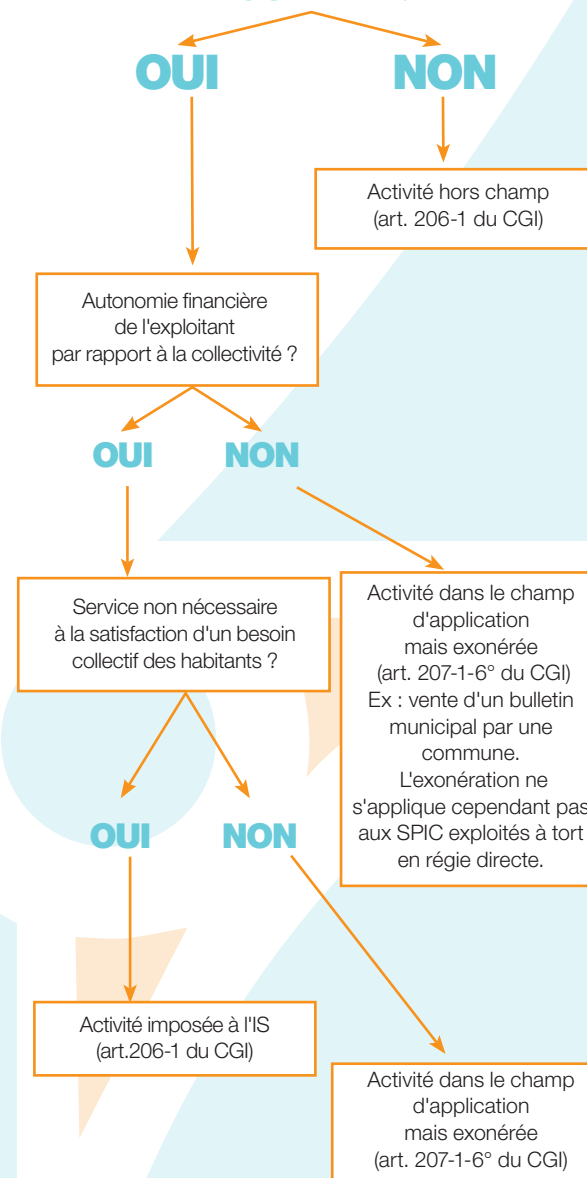 OUI
NON
Activité hors champ
(art. 206-1 du CGI)
Autonomie financière
de l'exploitant
par rapport à la collectivité ?
OUI
NON
Service non nécessaire
à la satisfaction d'un besoin
collectif des habitants ?
Activité dans le champ
d'application
mais exonérée
(art. 207-1-6° du CGI)
Ex : vente d'un bulletin
municipal par une
commune.
L'exonération ne
s'applique cependant pas
aux SPIC exploités à tort
en régie directe.
OUI
NON
Activité imposée à l'IS
(art.206-1 du CGI)
Activité dans le champ
d'application
mais exonérée
(art. 207-1-6° du CGI)